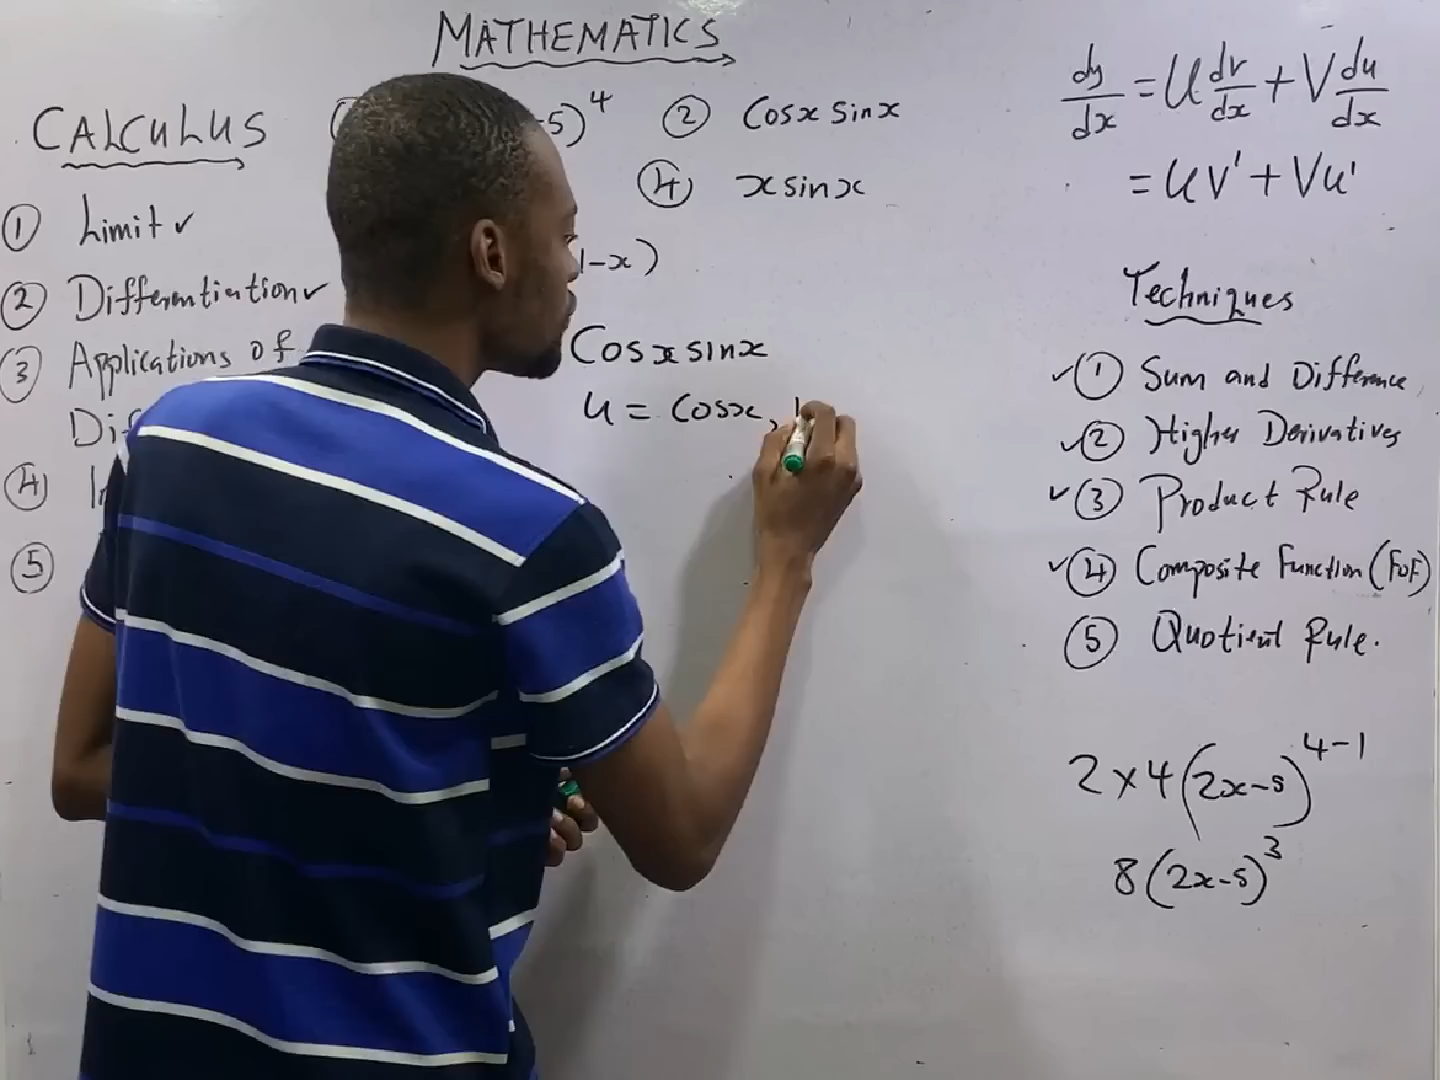 MATHEMATICS
CALCULUS
① Limit ✓
② Differentiation ✓
③ Applications of
④
⑤
-5)⁴ ② Cosx sinx
④ x sinx
1-x)
Cosx sinx
u = cosx,
dy/dx = U dv/dx + V du/dx
= UV' + Vu'
Techniques
✓① Sum and Difference
✓② Higher Derivatives
✓③ Product Rule
✓④ Composite Function (FOF)
⑤ Quotient Rule.
2 x 4(2x-5)⁴⁻¹
8(2x-5)³